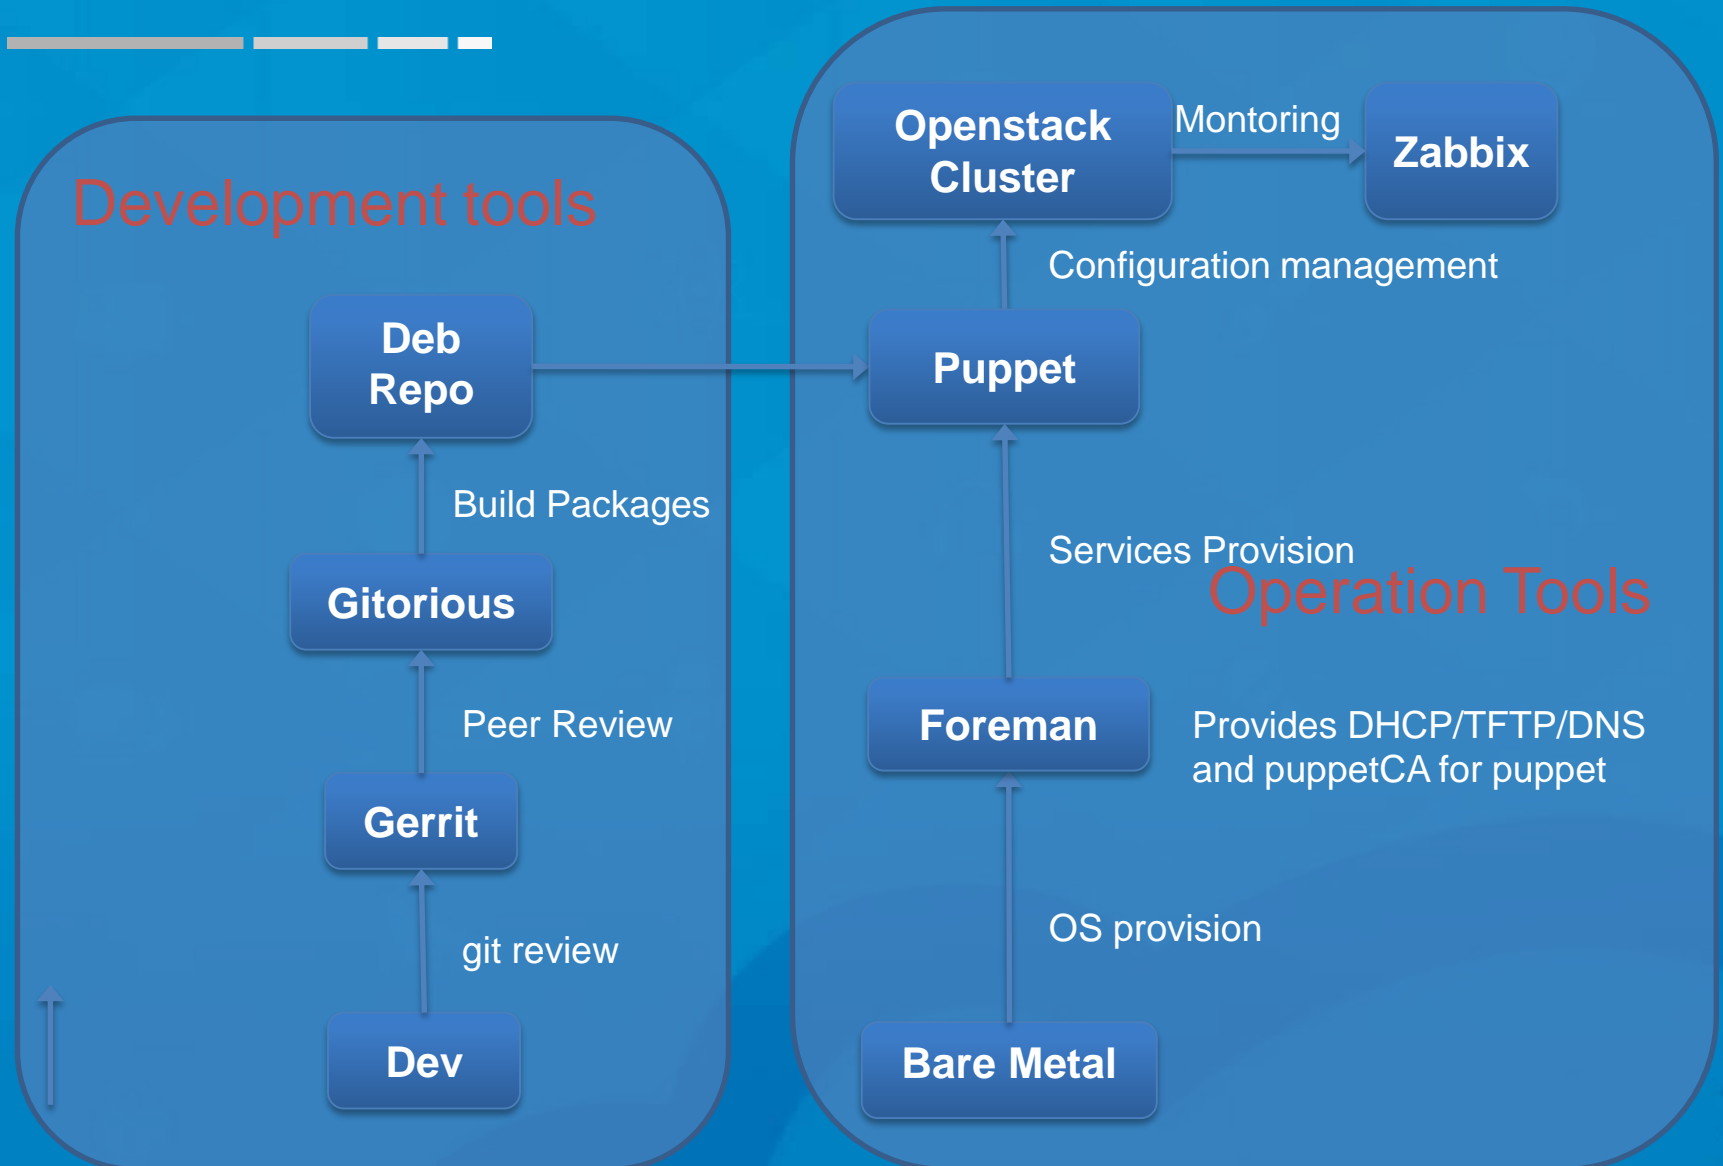 Development tools
Deb
Repo
Build Packages
Gitorious
Peer Review
Gerrit
git review
Dev
Openstack
Cluster
Montoring
Zabbix
Configuration management
Puppet
Services Provision
Operation Tools
Foreman
Provides DHCP/TFTP/DNS
and puppetCA for puppet
OS provision
Bare Metal